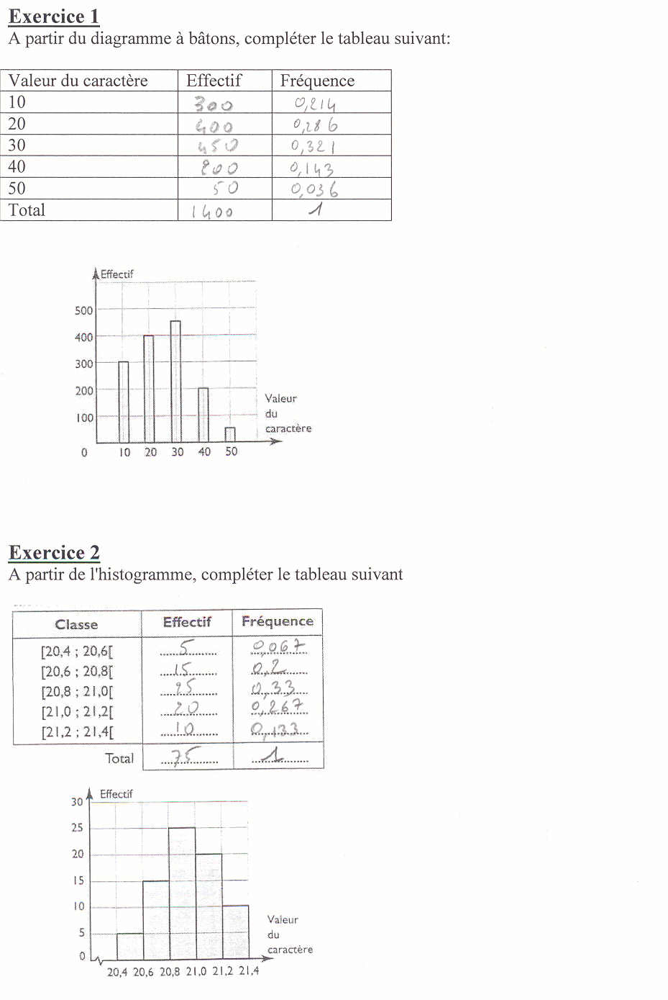 Exercice 1
A partir du diagramme à bâtons, compléter le tableau suivant:
Valeur du caractère Effectif Fréquence
10 300 0,214
20 400 0,286
30 450 0,321
40 200 0,143
50 50 0,036
Total 1400 1
Effectif
500
400
300
200
100
0 10 20 30 40 50
Valeur
du
caractère
Exercice 2
A partir de l'histogramme, compléter le tableau suivant
Classe Effectif Fréquence
[20,4 ; 20,6[ 5 0,067
[20,6 ; 20,8[ 15 0,2
[20,8 ; 21,0[ 25 0,33
[21,0 ; 21,2[ 20 0,267
[21,2 ; 21,4[ 10 0,133
Total 75 1
Effectif
30
25
20
15
10
5
0
Valeur
du
caractère
20,4 20,6 20,8 21,0 21,2 21,4